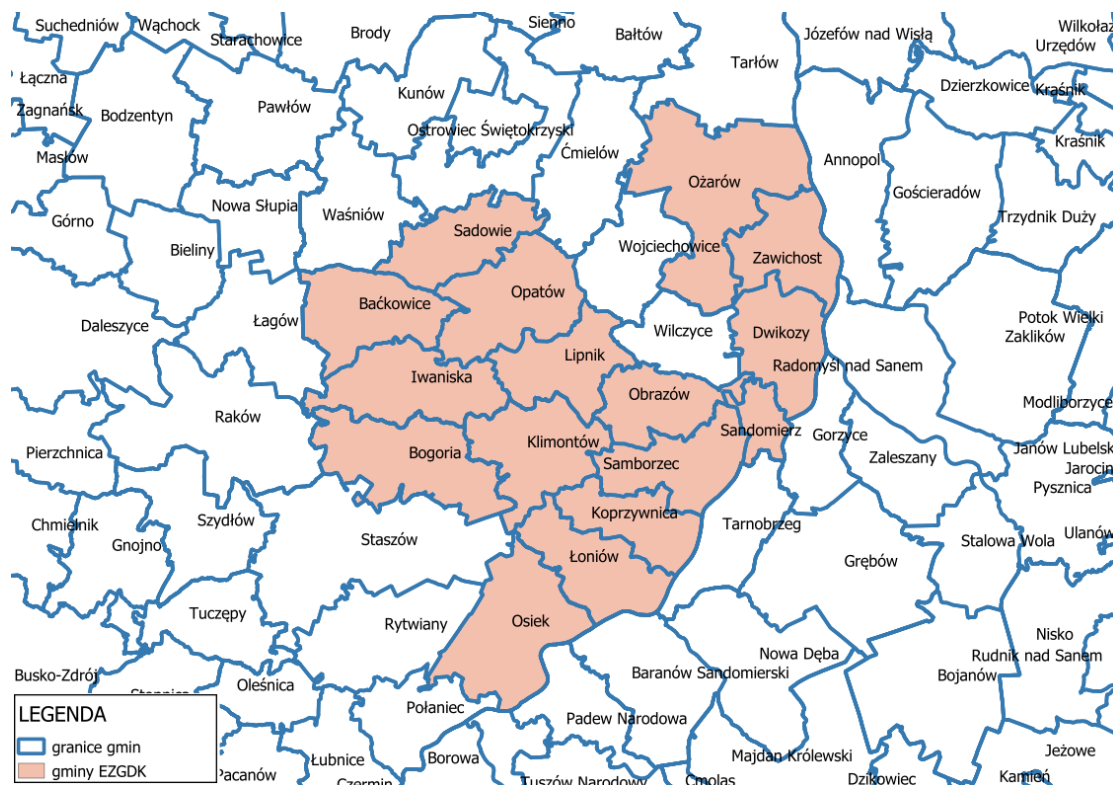 Suchedniów
Wąchock
Starachowice
Brody
Sienno
Bałtów
Tarłów
Józefów nad Wisłą
Wilkołaz
Urzędów
Łączna
Zagnańsk
Bodzentyn
Pawłów
Kunów
Dzierzkowice
Kraśnik
Ostrowiec Świętokrzyski
Kraśnik
Masłów
Ćmielów
Annopol
Ożarów
Gościeradów
Górno
Nowa Słupia
Waśniów
Trzydnik Duży
Bieliny
Sadowie
Wojciechowice
Zawichost
Daleszyce
Łagów
Baćkowice
Opatów
Wilczyce
Dwikozy
Potok Wielki
Zaklików
Lipnik
Radomyśl nad Sanem
Iwaniska
Obrazów
Modliborzyce
Raków
Klimontów
Sandomierz
Gorzyce
Pierzchnica
Bogoria
Samborzec
Zaleszany
Janów Lubelsk
Jarocin
Pysznica
Chmielnik
Szydłów
Gnojno
Staszów
Koprzywnica
Tarnobrzeg
Stalowa Wola
Ulanów
Łoniów
Grębów
Tuczępy
Rytwiany
Osiek
Nisko
Rudnik nad Sanem
Busko-Zdrój
Oleśnica
Nowa Dęba
Baranów Sandomierski
Bojanów
Połaniec
Padew Narodowa
LEGENDA
granice gmin
gminy EZGDK
Pacanów
Łubnice
Borowa
Majdan Królewski
Jeżowe
Czermin
Tuszów Narodowy
Cmolas
Dzikowiec
Kamień